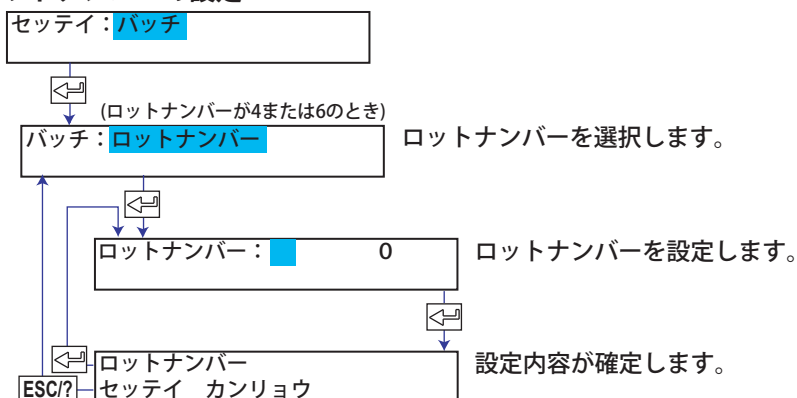 セッテイ：バッチ
(ロットナンバーが4または6のとき)
バッチ：ロットナンバー
ロットナンバーを選択します。
ロットナンバー： 0
ロットナンバーを設定します。
ロットナンバー
設定内容が確定します。
ESC/?
セッテイ カンリョウ